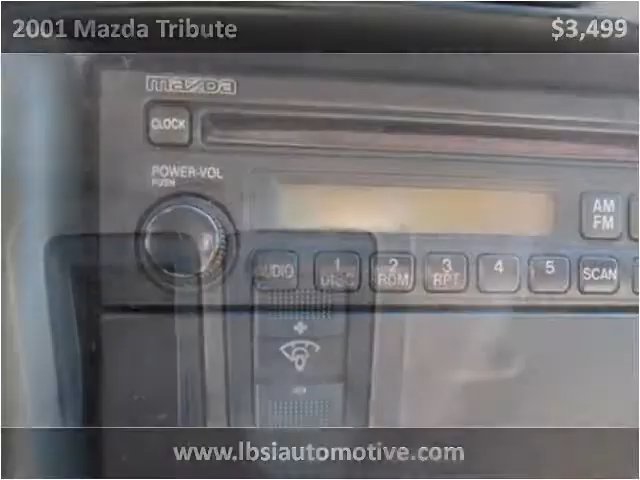 2001 Mazda Tribute $3,499
mazda
CLOCK
POWER-VOL
PUSH
AM
FM
AUDIO 1 2 3 4 5 SCAN
DISC RDM RPT
www.lbsiautomotive.com